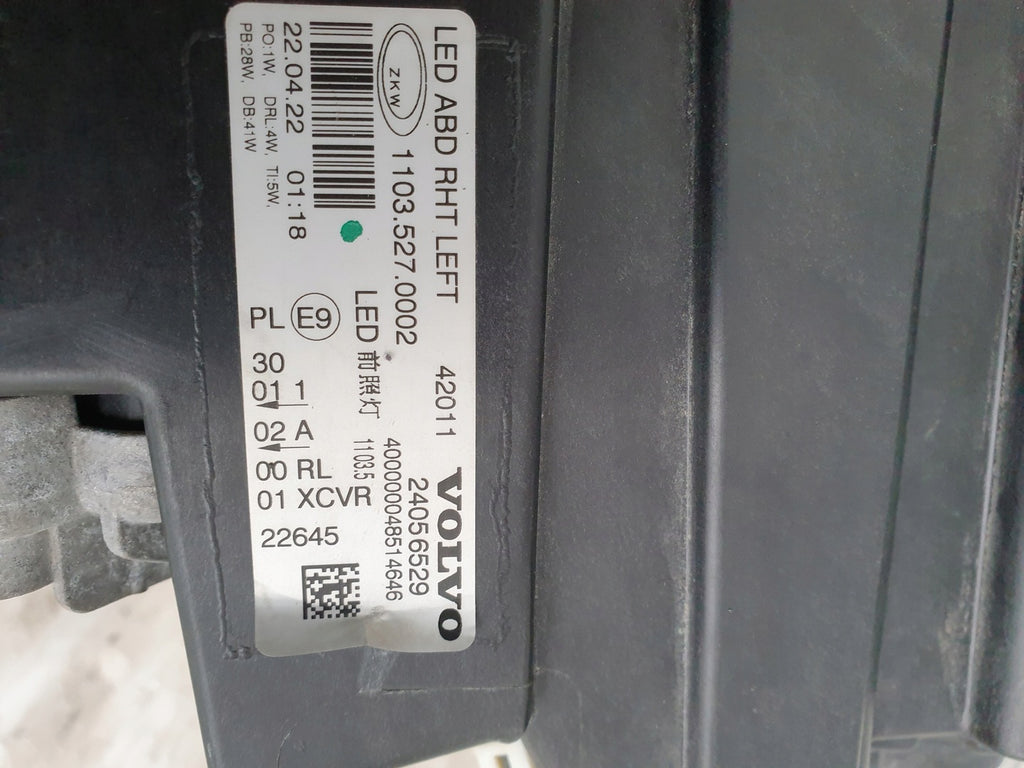 LED ABD RHT LEFT 42011 VOLVO
ZKW 1103.527.0002 24056529
400000048514646
LED 前照灯 1103.5
22.04.22 01:18
PO:1W, DRL:4W, TI:5W,
PB:28W, DB:41W
PL E9
30
01 1
02 A
00 RL
01 XCVR
22645